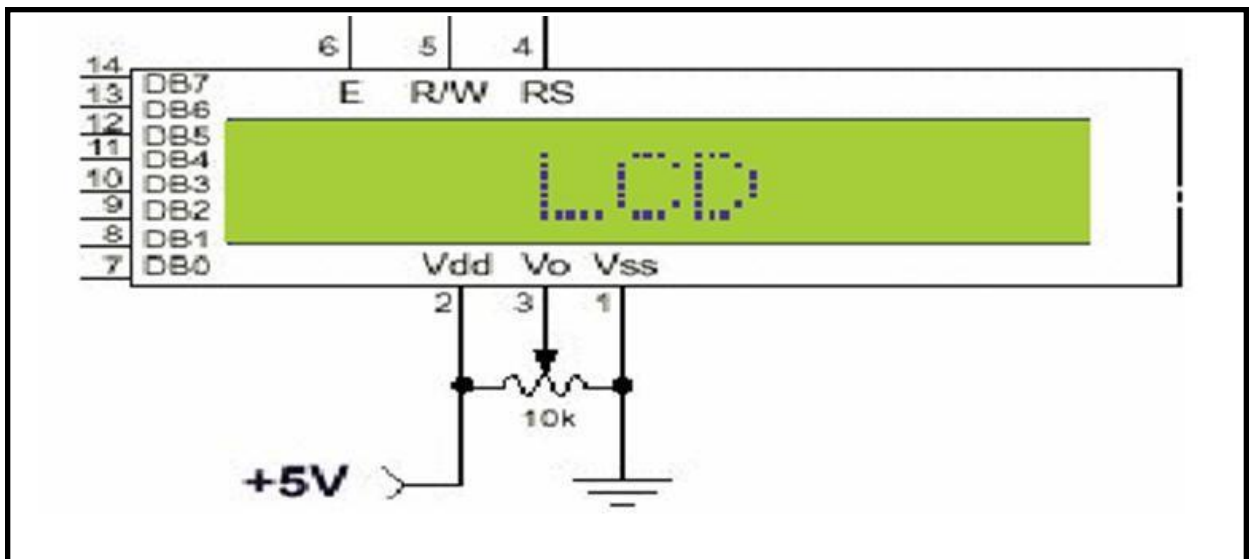 6 5 4
14 DB7 E R/W RS
13 DB6
12 DB5
11 DB4
LCD
10 DB3
9 DB2
8 DB1
7 DB0 Vdd Vo Vss
2 3 1
10k
+5V